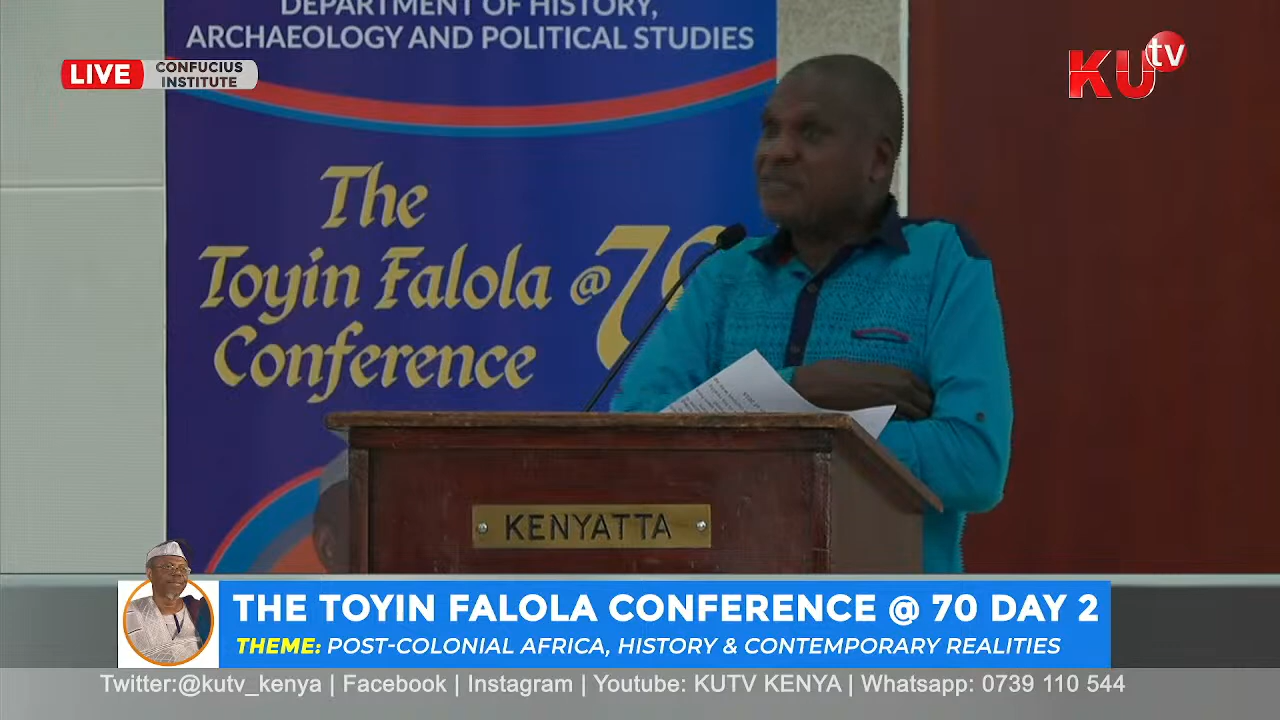 DEPARTMENT OF HISTORY,
ARCHAEOLOGY AND POLITICAL STUDIES
LIVE
CONFUCIUS
INSTITUTE
KU tv
The
Toyin Falola @70
Conference
KENYATTA
THE TOYIN FALOLA CONFERENCE @ 70 DAY 2
THEME: POST-COLONIAL AFRICA, HISTORY & CONTEMPORARY REALITIES
Twitter:@kutv_kenya | Facebook | Instagram | Youtube: KUTV KENYA | Whatsapp: 0739 110 544